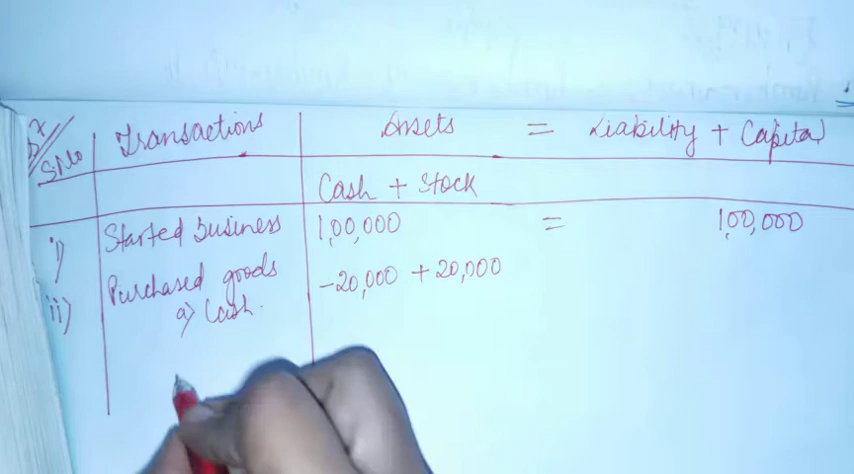 Sl.No Transactions Assets = Liability + Capital
Cash + Stock
i) Started Business 1,00,000 = 1,00,000
ii) Purchased goods -20,000 + 20,000
a) Cash.